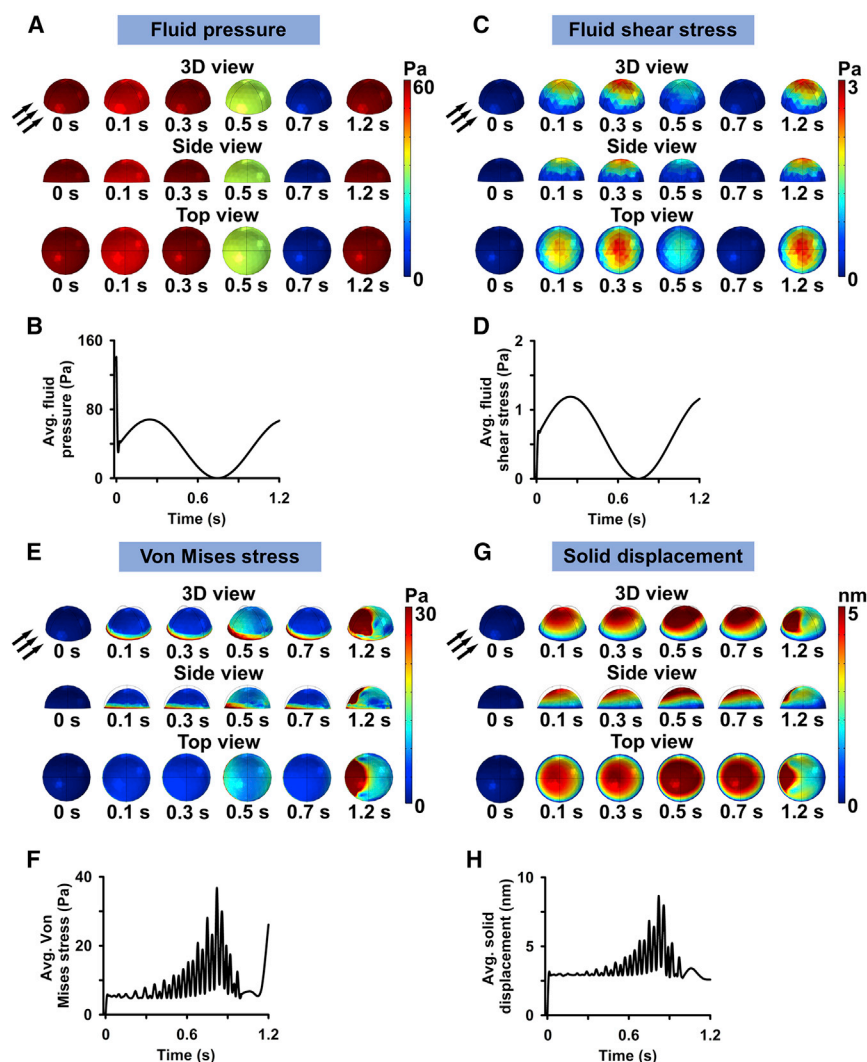 A Fluid pressure
3D view
Pa
60
0 s 0.1 s 0.3 s 0.5 s 0.7 s 1.2 s
Side view
0 s 0.1 s 0.3 s 0.5 s 0.7 s 1.2 s
Top view
0 s 0.1 s 0.3 s 0.5 s 0.7 s 1.2 s
0
B
Avg. fluid
pressure (Pa)
160
80
0
0 0.6 1.2
Time (s)
C Fluid shear stress
3D view
Pa
3
0 s 0.1 s 0.3 s 0.5 s 0.7 s 1.2 s
Side view
0 s 0.1 s 0.3 s 0.5 s 0.7 s 1.2 s
Top view
0 s 0.1 s 0.3 s 0.5 s 0.7 s 1.2 s
0
D
Avg. fluid
shear stress (Pa)
2
1
0
0 0.6 1.2
Time (s)
E Von Mises stress
3D view
Pa
30
0 s 0.1 s 0.3 s 0.5 s 0.7 s 1.2 s
Side view
0 s 0.1 s 0.3 s 0.5 s 0.7 s 1.2 s
Top view
0 s 0.1 s 0.3 s 0.5 s 0.7 s 1.2 s
0
F
Avg. Von
Mises stress (Pa)
40
20
0
0 0.6 1.2
Time (s)
G Solid displacement
3D view
nm
5
0 s 0.1 s 0.3 s 0.5 s 0.7 s 1.2 s
Side view
0 s 0.1 s 0.3 s 0.5 s 0.7 s 1.2 s
Top view
0 s 0.1 s 0.3 s 0.5 s 0.7 s 1.2 s
0
H
Avg. solid
displacement (nm)
10
5
0
0 0.6 1.2
Time (s)